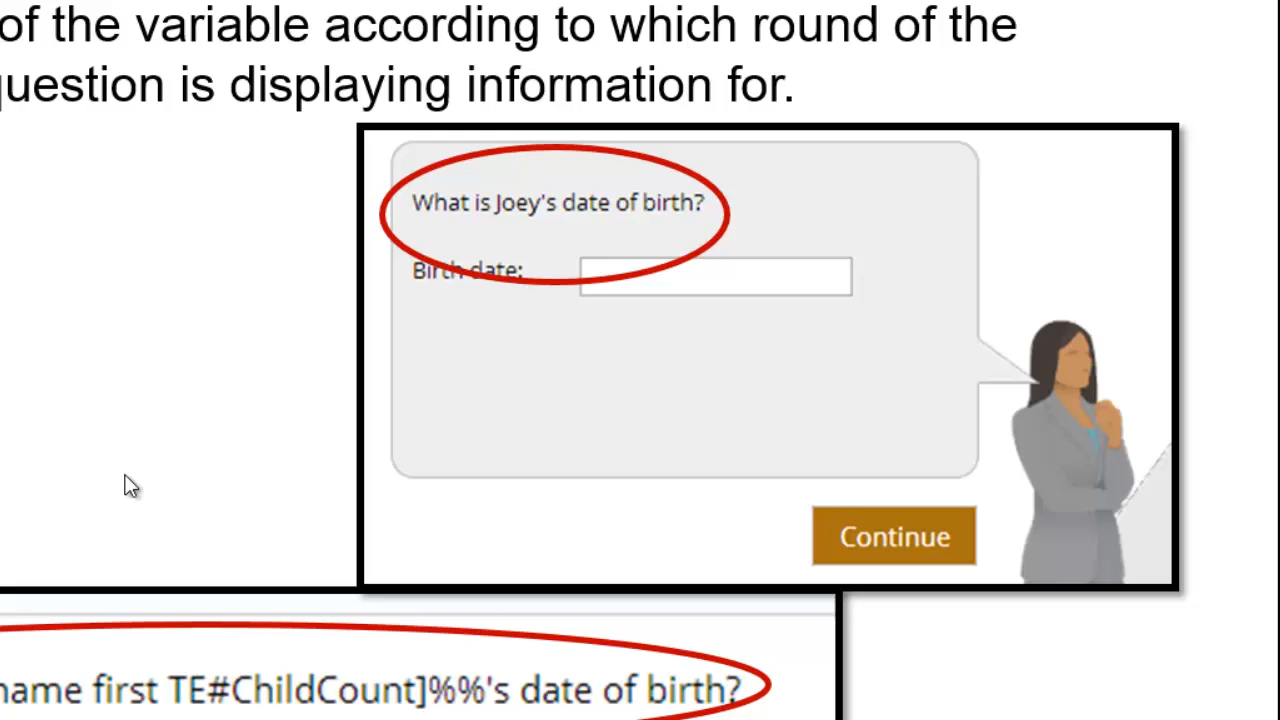 of the variable according to which round of the
question is displaying information for.
What is Joey's date of birth?
Birth date:
Continue
name first TE#ChildCount]%%'s date of birth?